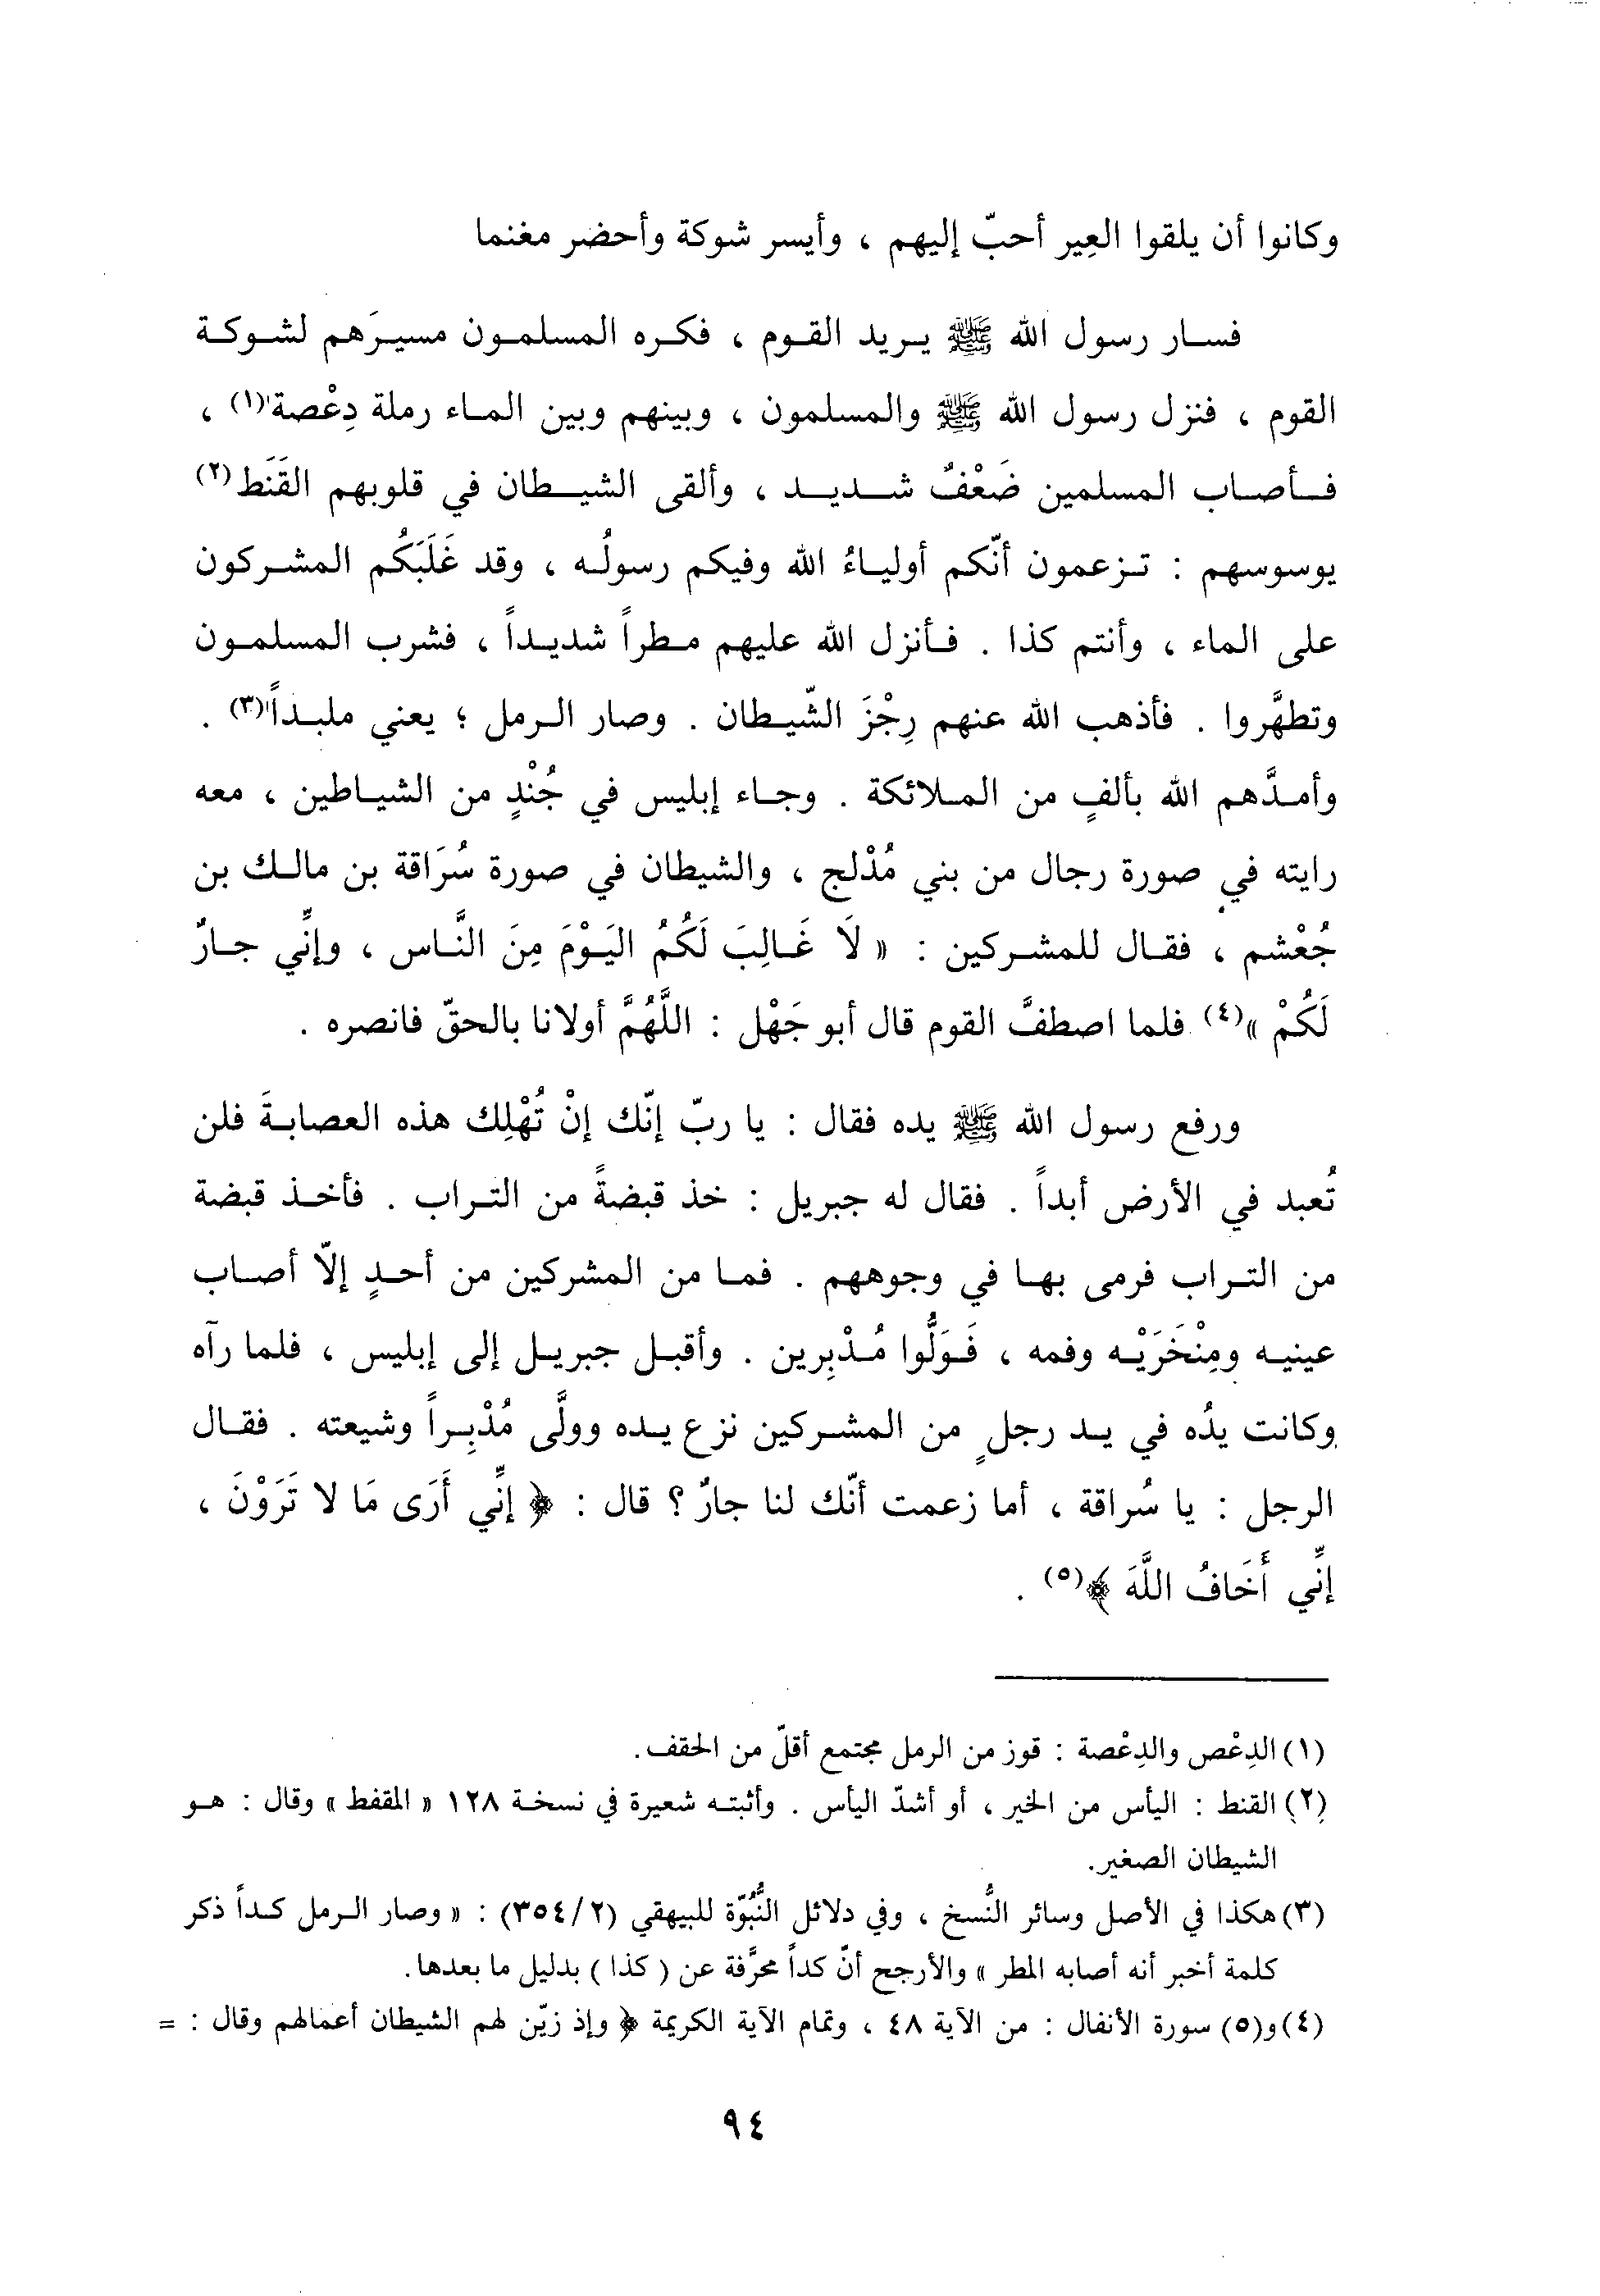 وكانوا أن يلقوا العِير أحبّ إليهم ، وأيسر شوكة وأحضر مغنما
فسار رسول الله ﷺ يريد القوم ، فكره المسلمون مسيرَهم لشوكة
القوم ، فنزل رسول الله ﷺ والمسلمون ، وبينهم وبين الماء رملة دِعْصة(١) ،
فأصاب المسلمين ضَعْفٌ شديد ، وألقى الشيطان في قلوبهم القَنَط(٢)
يوسوسهم : تزعمون أنّكم أولياءُ الله وفيكم رسولُه ، وقد غَلَبَكُم المشركون
على الماء ، وأنتم كذا . فأنزل الله عليهم مطراً شديداً ، فشرب المسلمون
وتطهَّروا . فأذهب الله عنهم رِجْزَ الشّيطان . وصار الرمل ؛ يعني ملبداً(٣) .
وأمدَّهم الله بألفٍ من الملائكة . وجاء إبليس في جُنْدٍ من الشياطين ، معه
رايته في صورة رجال من بني مُدْلج ، والشيطان في صورة سُرَاقة بن مالك بن
جُعْشم ، فقال للمشركين : « لَا غَالِبَ لَكُمُ اليَوْمَ مِنَ النَّاس ، وإنِّي جارٌ
لَكُمْ »(٤) فلما اصطفَّ القوم قال أبو جَهْل : اللَّهُمَّ أولانا بالحقّ فانصره .
ورفع رسول الله ﷺ يده فقال : يا ربّ إنّك إنْ تُهْلِك هذه العصابةَ فلن
تُعبد في الأرض أبداً . فقال له جبريل : خذ قبضةً من التراب . فأخذ قبضة
من التراب فرمى بها في وجوههم . فما من المشركين من أحدٍ إلّا أصاب
عينيه ومِنْخَرَيْه وفمه ، فَوَلُّوا مُدْبِرين . وأقبل جبريل إلى إبليس ، فلما رآه
وكانت يدُه في يد رجلٍ من المشركين نزع يده وولَّى مُدْبِراً وشيعته . فقال
الرجل : يا سُراقة ، أما زعمت أنّك لنا جارٌ ؟ قال : ﴿ إنِّي أَرَى مَا لا تَرَوْنَ ،
إنِّي أَخَافُ اللَّهَ ﴾(٥) .
(١) الدِعْص والدِعْصة : قوز من الرمل مجتمع أقلّ من الحقف.
(٢) القنط : اليأس من الخير ، أو أشدّ اليأس . وأثبته شعيرة في نسخة ١٢٨ « المقفط » وقال : هو
الشيطان الصغير.
(٣) هكذا في الأصل وسائر النُّسخ ، وفي دلائل النُّبُوّة للبيهقي (٣٥٤/٢) : « وصار الرمل كداً ذكر
كلمة أخبر أنه أصابه المطر » والأرجح أنّ كداً محرَّفة عن ( كذا ) بدليل ما بعدها.
(٤) و(٥) سورة الأنفال : من الآية ٤٨ ، وتمام الآية الكريمة ﴿ وإذ زيّن لهم الشيطان أعمالهم وقال : =
٩٤